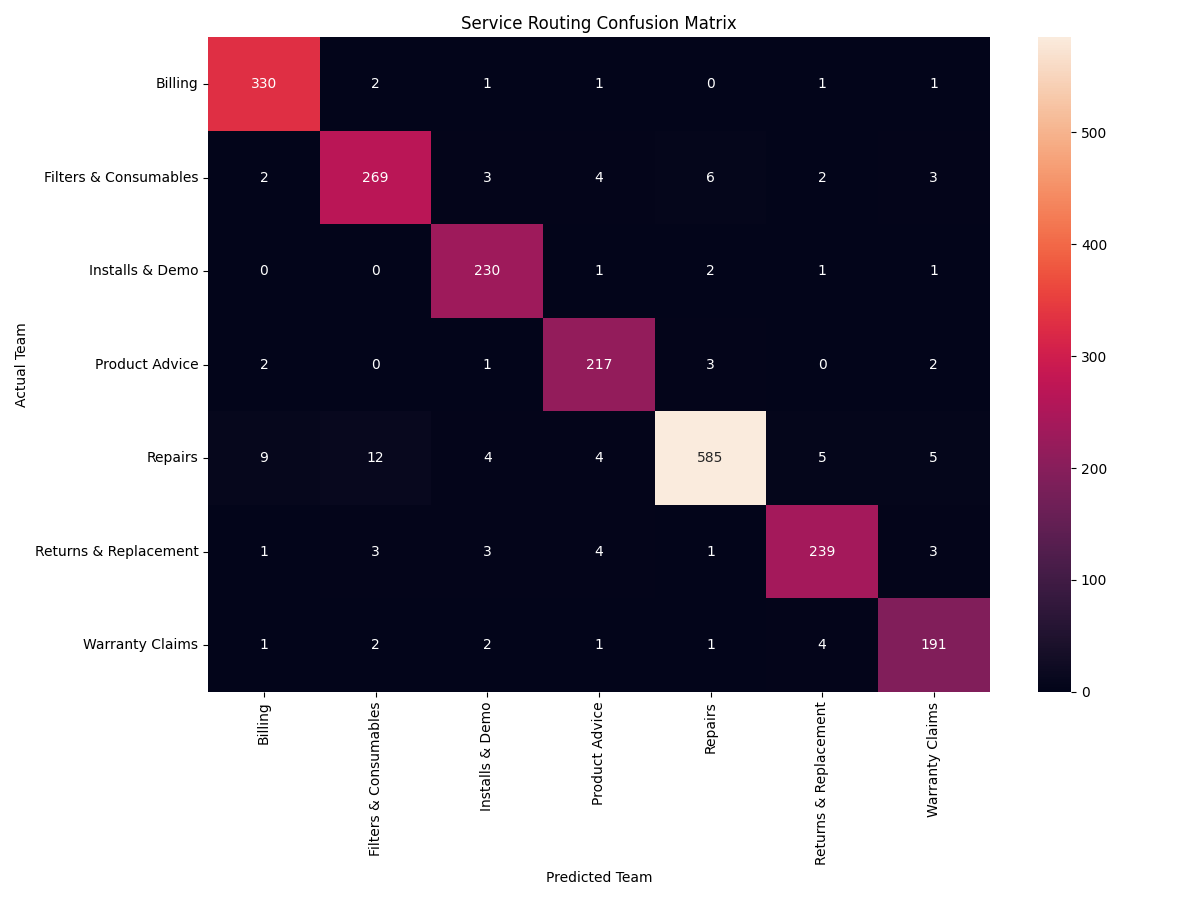 Service Routing Confusion Matrix
Actual Team
Billing 330 2 1 1 0 1 1
Filters & Consumables 2 269 3 4 6 2 3
Installs & Demo 0 0 230 1 2 1 1
Product Advice 2 0 1 217 3 0 2
Repairs 9 12 4 4 585 5 5
Returns & Replacement 1 3 3 4 1 239 3
Warranty Claims 1 2 2 1 1 4 191
Billing
Filters & Consumables
Installs & Demo
Product Advice
Repairs
Returns & Replacement
Warranty Claims
Predicted Team
500
400
300
200
100
0